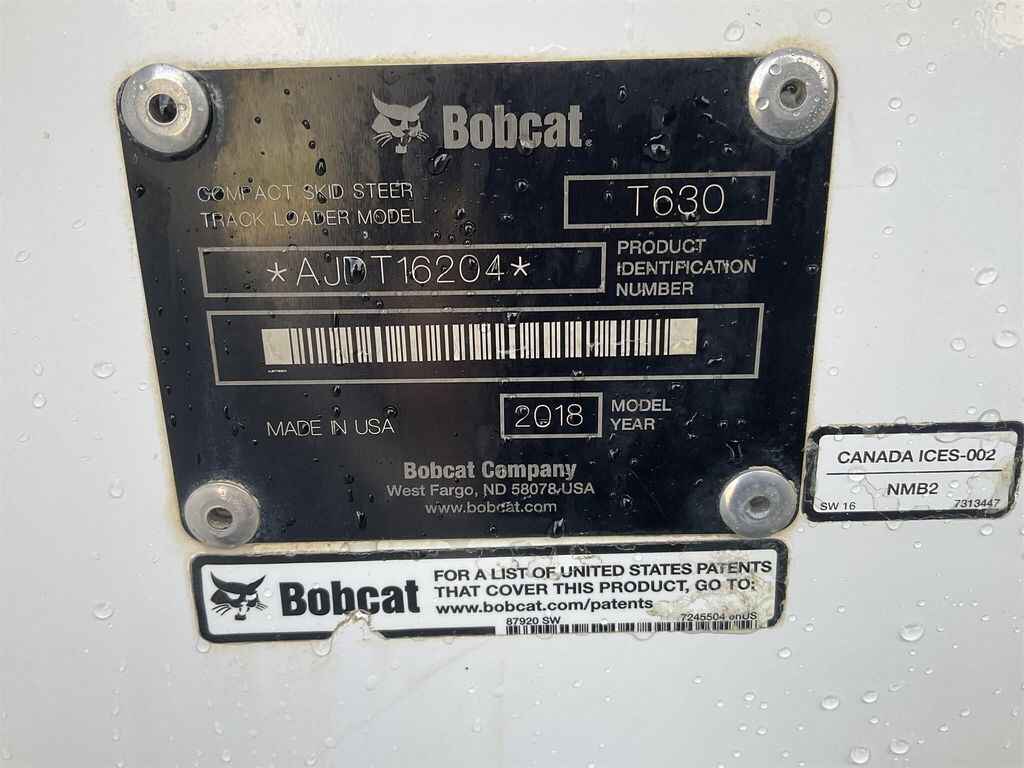 Bobcat
COMPACT SKID STEER
TRACK LOADER MODEL
T630
*AJDT16204*
PRODUCT
IDENTIFICATION
NUMBER
MADE IN USA
2018
MODEL
YEAR
Bobcat Company
West Fargo, ND 58078 USA
www.bobcat.com
CANADA ICES-002
NMB2
SW 16 7313447
Bobcat
FOR A LIST OF UNITED STATES PATENTS
THAT COVER THIS PRODUCT, GO TO:
www.bobcat.com/patents
87920 SW 7245504 enUS